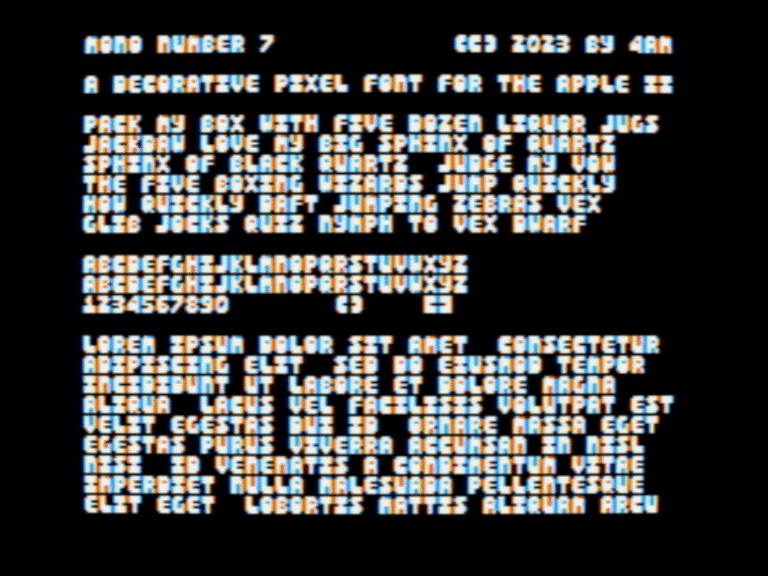 MONO NUMBER 7 (C) 2023 BY 4AM
A DECORATIVE PIXEL FONT FOR THE APPLE II
PACK MY BOX WITH FIVE DOZEN LIQUOR JUGS
JACKDAW LOVE MY BIG SPHINX OF QUARTZ
SPHINX OF BLACK QUARTZ JUDGE MY VOW
THE FIVE BOXING WIZARDS JUMP QUICKLY
HOW QUICKLY DAFT JUMPING ZEBRAS VEX
GLIB JOCKS QUIZ NYMPH TO VEX DWARF
ABCDEFGHIJKLMNOPQRSTUVWXYZ
ABCDEFGHIJKLMNOPQRSTUVWXYZ
1234567890 () []
LOREM IPSUM DOLOR SIT AMET CONSECTETUR
ADIPISCING ELIT SED DO EIUSMOD TEMPOR
INCIDIDUNT UT LABORE ET DOLORE MAGNA
ALIQUA LACUS VEL FACILISIS VOLUTPAT EST
VELIT EGESTAS DUI ID ORNARE MASSA EGET
EGESTAS PURUS VIVERRA ACCUMSAN IN NISL
NISI ID VENENATIS A CONDIMENTUM VITAE
IMPERDIET NULLA MALESUADA PELLENTESQUE
ELIT EGET LOBORTIS MATTIS ALIQUAM ARCU